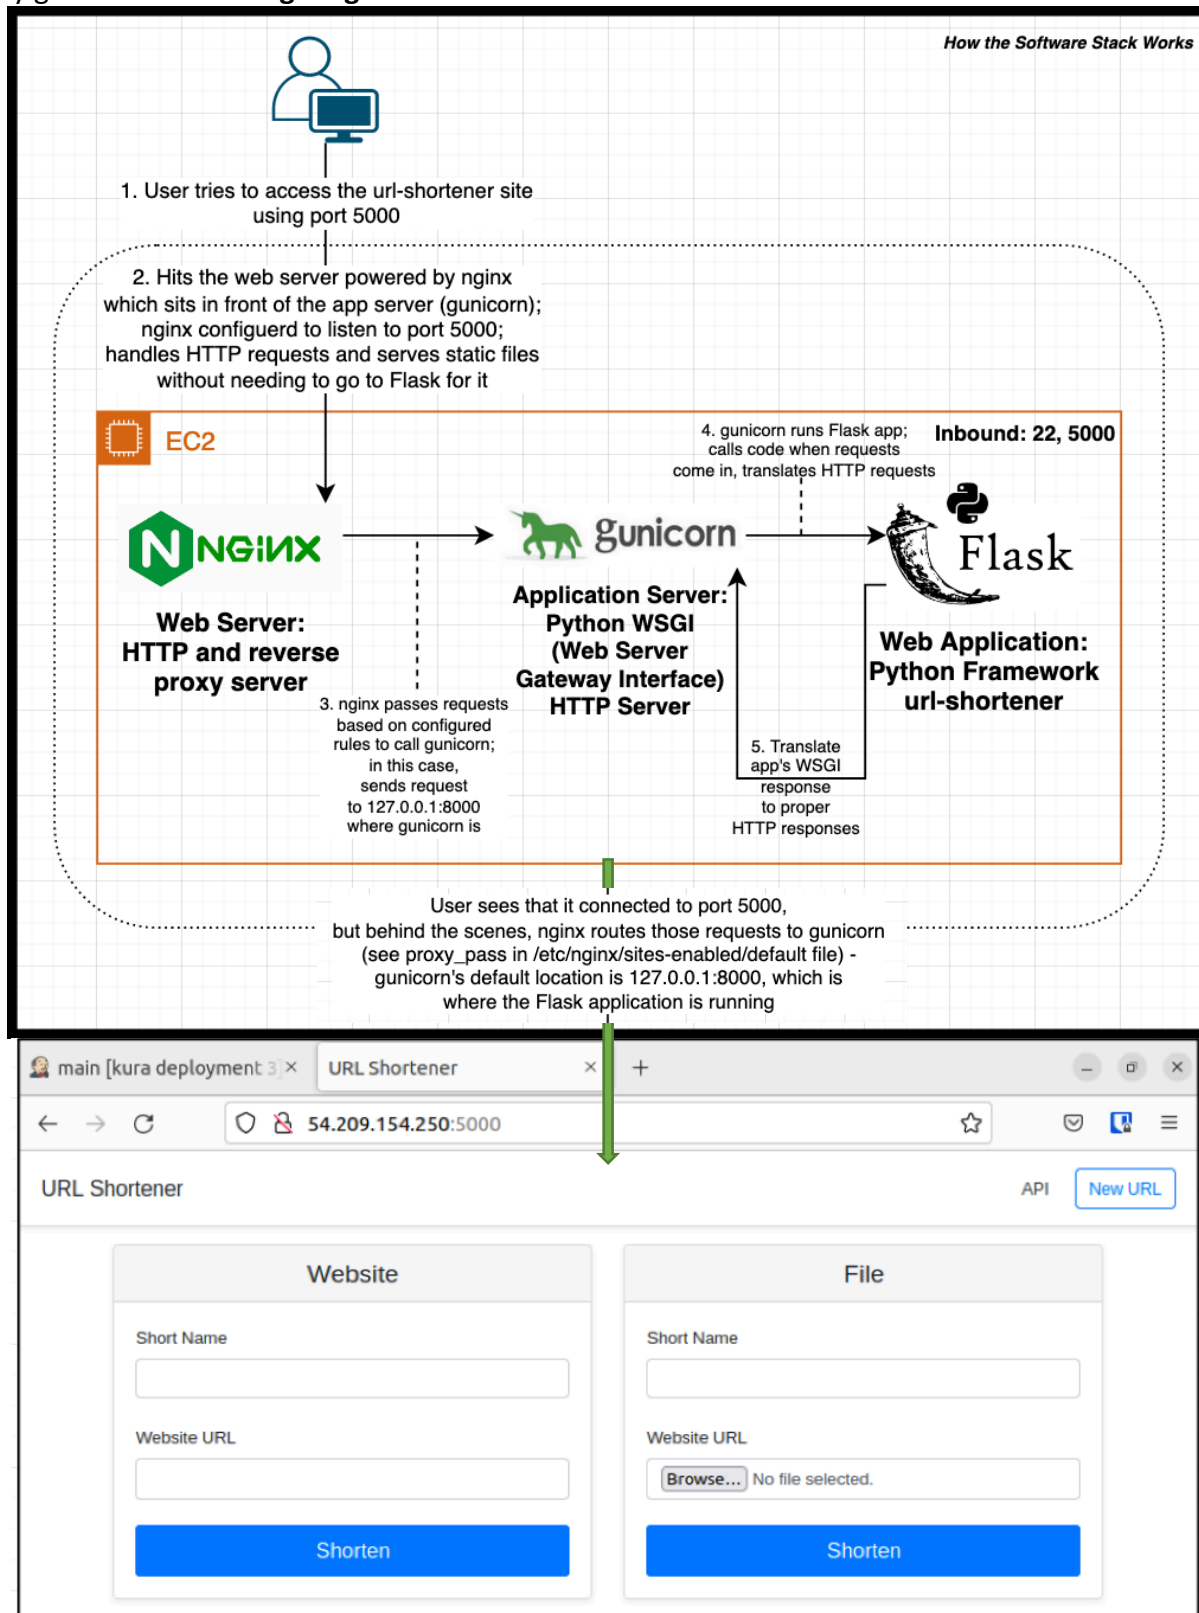 How the Software Stack Works
1. User tries to access the url-shortener site
using port 5000
2. Hits the web server powered by nginx
which sits in front of the app server (gunicorn);
nginx configuerd to listen to port 5000;
handles HTTP requests and serves static files
without needing to go to Flask for it
EC2
4. gunicorn runs Flask app;
calls code when requests
come in, translates HTTP requests
Inbound: 22, 5000
N NGINX
gunicorn
Flask
Web Server:
HTTP and reverse
proxy server
Application Server:
Python WSGI
(Web Server
Gateway Interface)
HTTP Server
Web Application:
Python Framework
url-shortener
3. nginx passes requests
based on configured
rules to call gunicorn;
in this case,
sends request
to 127.0.0.1:8000
where gunicorn is
5. Translate
app's WSGI
response
to proper
HTTP responses
User sees that it connected to port 5000,
but behind the scenes, nginx routes those requests to gunicorn
(see proxy_pass in /etc/nginx/sites-enabled/default file) -
gunicorn's default location is 127.0.0.1:8000, which is
where the Flask application is running
main [kura deployment 3]
URL Shortener
54.209.154.250:5000
URL Shortener
API
New URL
Website
Short Name
Website URL
Shorten
File
Short Name
Website URL
Browse... No file selected.
Shorten